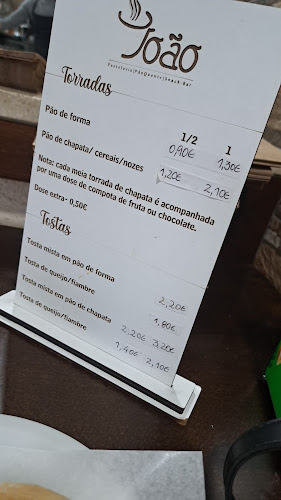 João
Pastelaria|Pão Quente|Snack Bar
Torradas
1/2 1
Pão de forma 0,90€ 1,30€
Pão de chapata/ cereais/nozes 1,20€ 2,10€
Nota: cada meia torrada de chapata é acompanhada
por uma dose de compota de fruta ou chocolate.
Dose extra- 0,50€
Tostas
Tosta mista em pão de forma 2,20€
Tosta de queijo/fiambre 1,80€
Tosta mista em pão de chapata 2,20€ 3,20€
Tosta de queijo/fiambre 1,40€ 2,10€